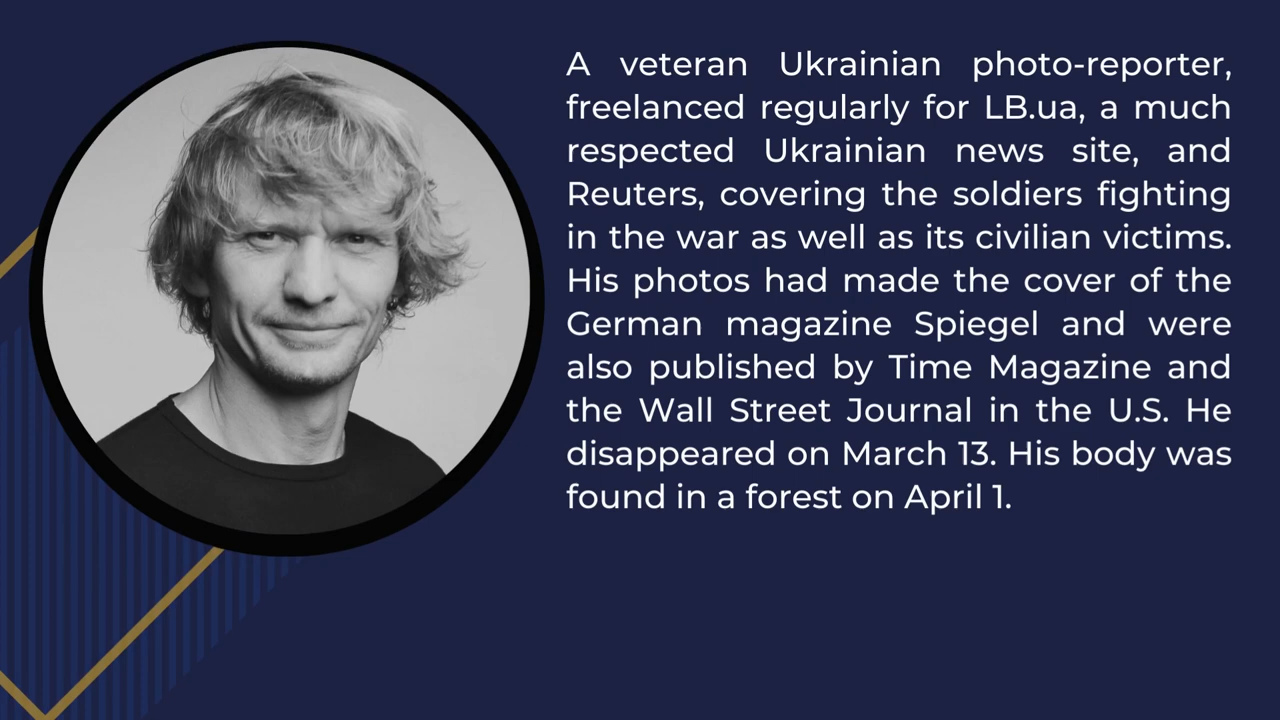 A veteran Ukrainian photo-reporter,
freelanced regularly for LB.ua, a much
respected Ukrainian news site, and
Reuters, covering the soldiers fighting
in the war as well as its civilian victims.
His photos had made the cover of the
German magazine Spiegel and were
also published by Time Magazine and
the Wall Street Journal in the U.S. He
disappeared on March 13. His body was
found in a forest on April 1.